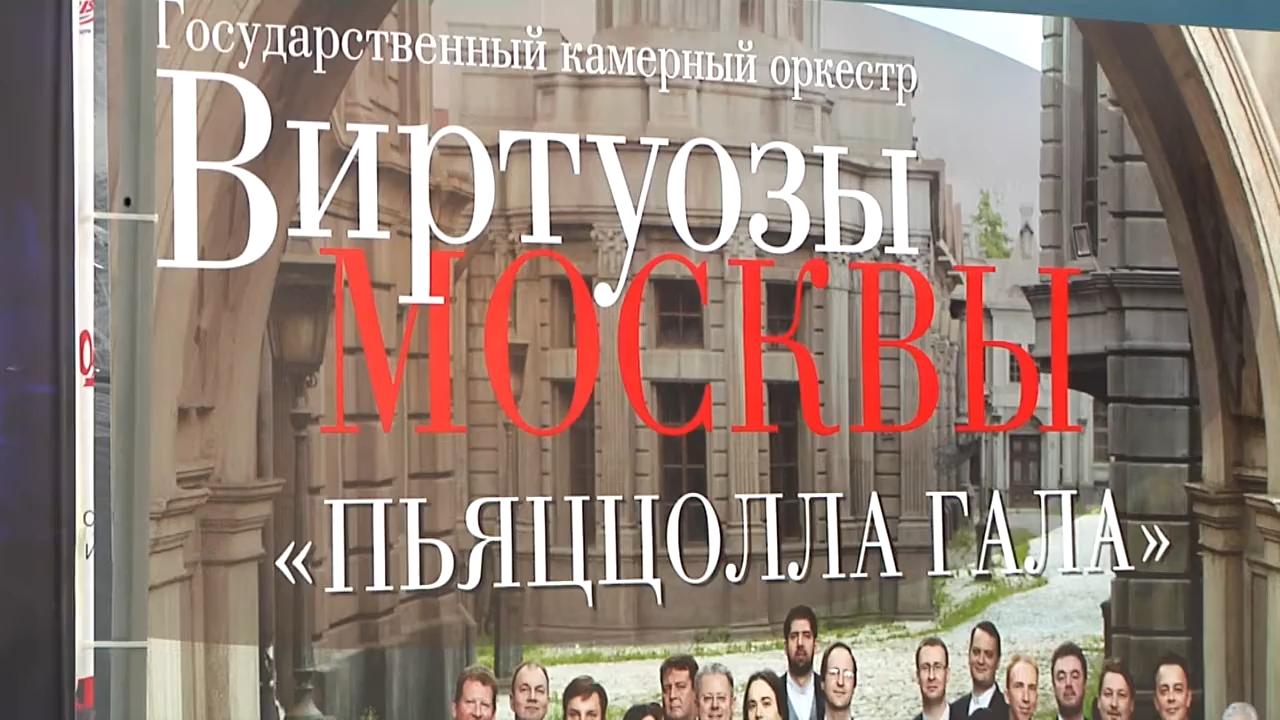 Государственный камерный оркестр
Виртуозы
МОСКВЫ
«ПЬЯЦЦОЛЛА ГАЛА»